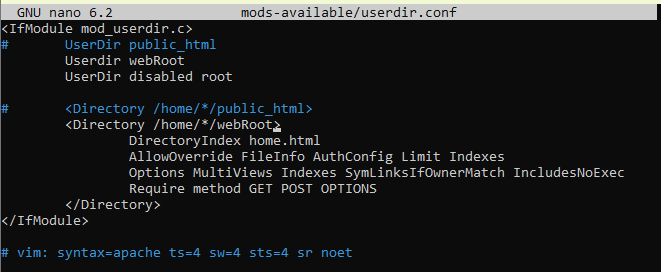 GNU nano 6.2 mods-available/userdir.conf
<IfModule mod_userdir.c>
# UserDir public_html
Userdir webRoot
UserDir disabled root
# <Directory /home/*/public_html>
<Directory /home/*/webRoot>
DirectoryIndex home.html
AllowOverride FileInfo AuthConfig Limit Indexes
Options MultiViews Indexes SymLinksIfOwnerMatch IncludesNoExec
Require method GET POST OPTIONS
</Directory>
</IfModule>
# vim: syntax=apache ts=4 sw=4 sts=4 sr noet